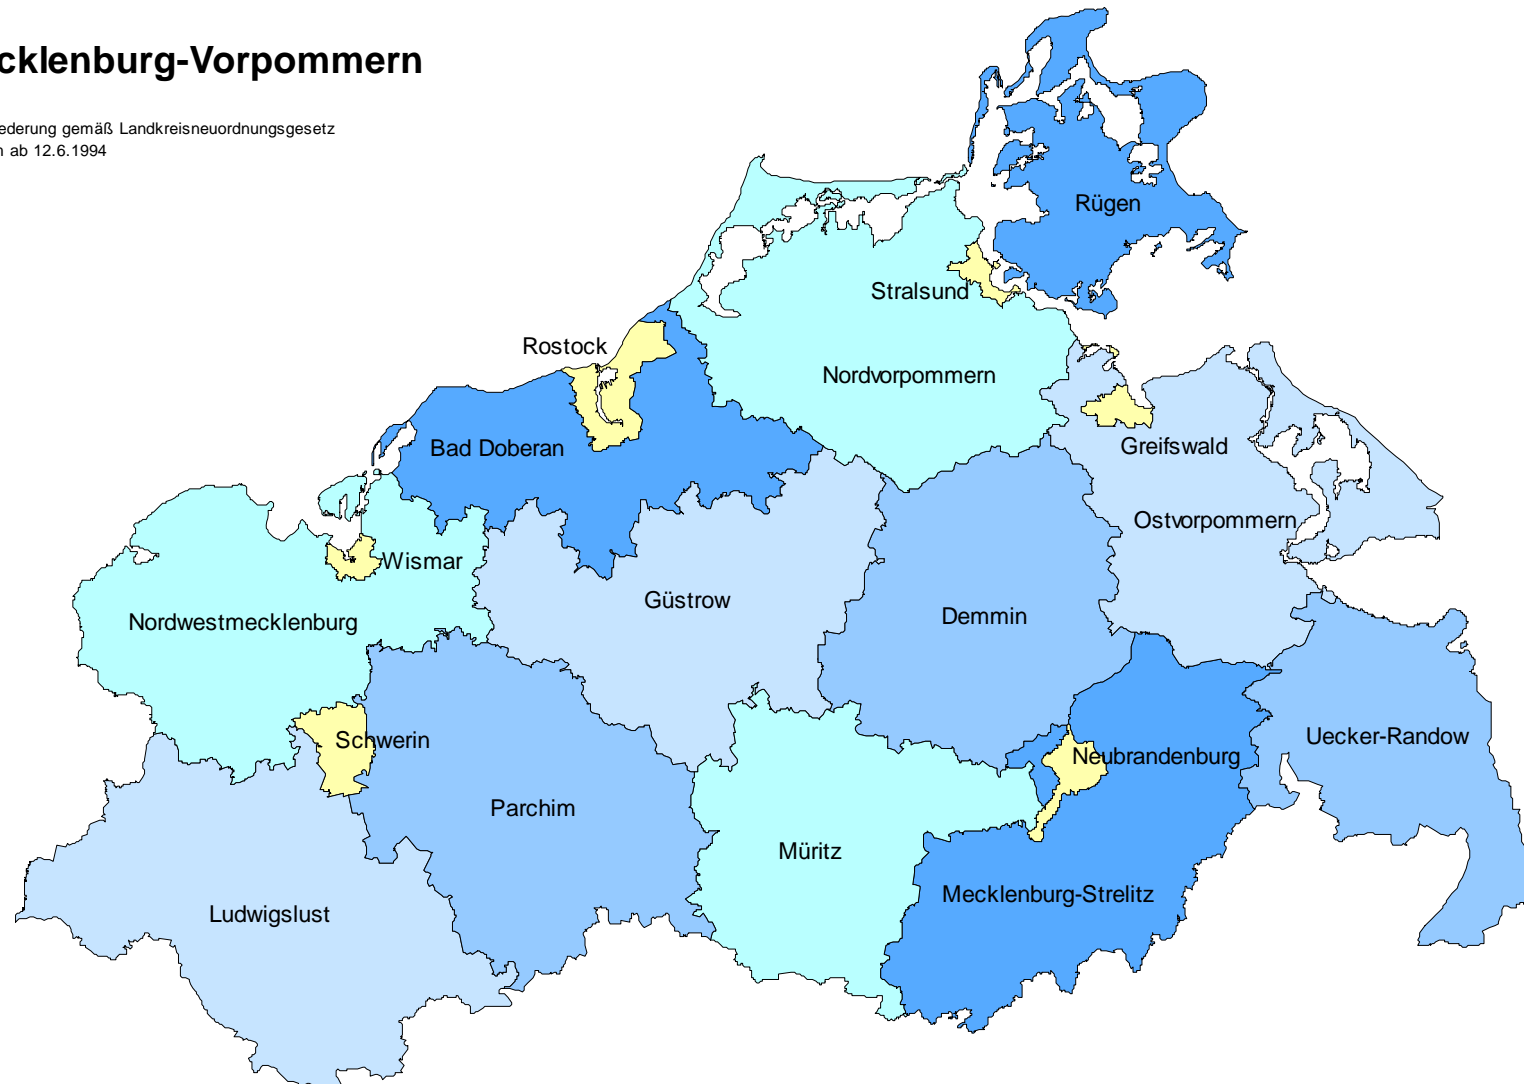 cklenburg-Vorpommern
ederung gemäß Landkreisneuordnungsgesetz
ab 12.6.1994
Rügen
Stralsund
Rostock
Nordvorpommern
Bad Doberan
Greifswald
Ostvorpommern
Wismar
Güstrow
Demmin
Nordwestmecklenburg
Schwerin
Uecker-Randow
Neubrandenburg
Parchim
Müritz
Mecklenburg-Strelitz
Ludwigslust